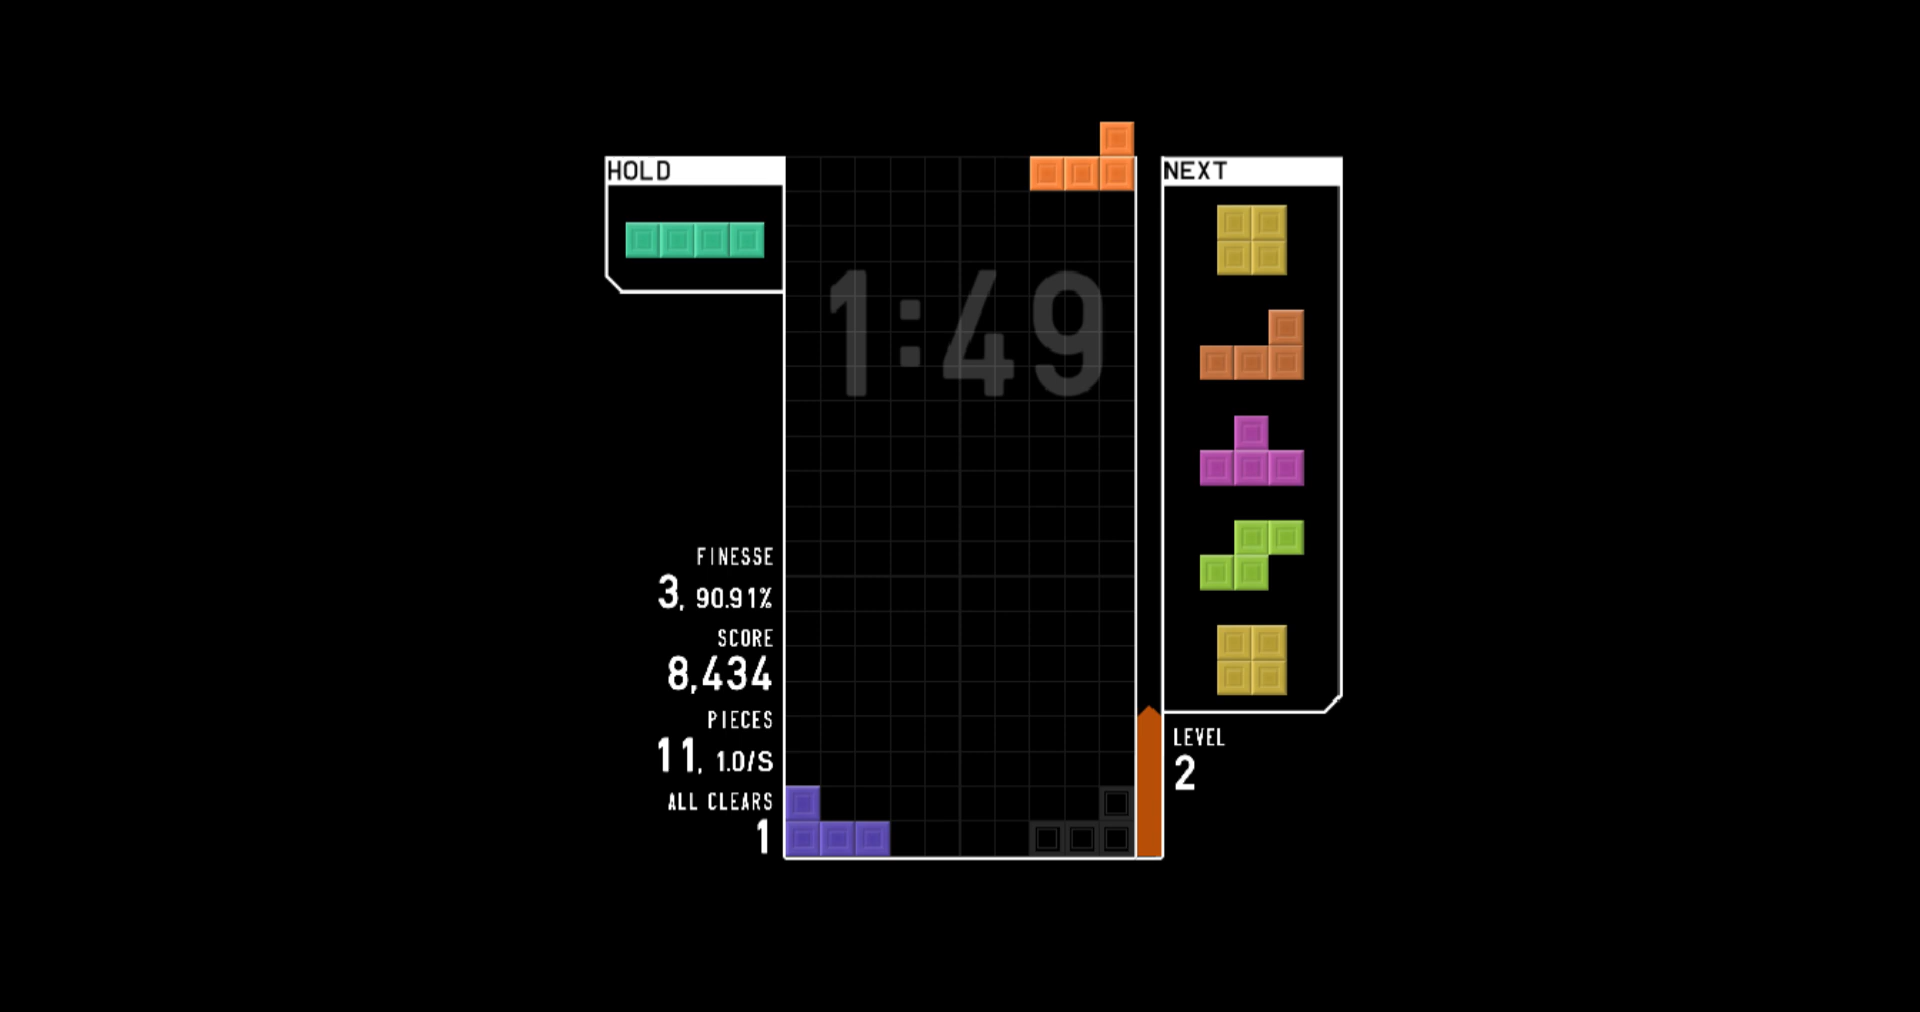 HOLD
NEXT
1:49
FINESSE
3, 90.91%
SCORE
8,434
PIECES
11, 1.0/S
ALL CLEARS
1
LEVEL
2